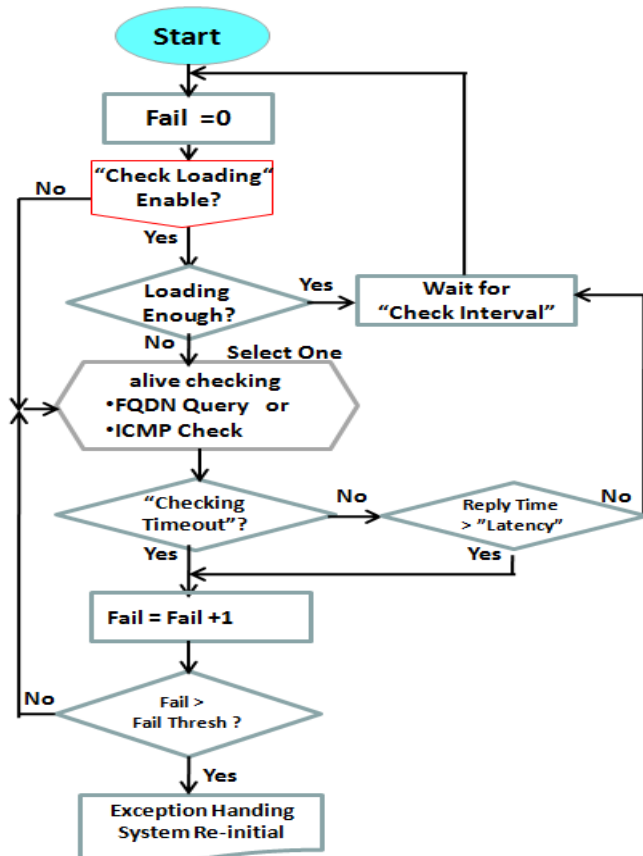 Start
Fail =0
“Check Loading“
Enable?
No
Yes
Loading
Enough?
Yes
Wait for
“Check Interval”
No
Select One
alive checking
•FQDN Query or
•ICMP Check
“Checking
Timeout”?
No
Reply Time
> ”Latency”
No
Yes
Yes
Fail = Fail +1
No
Fail >
Fail Thresh ?
Yes
Exception Handing
System Re-initial